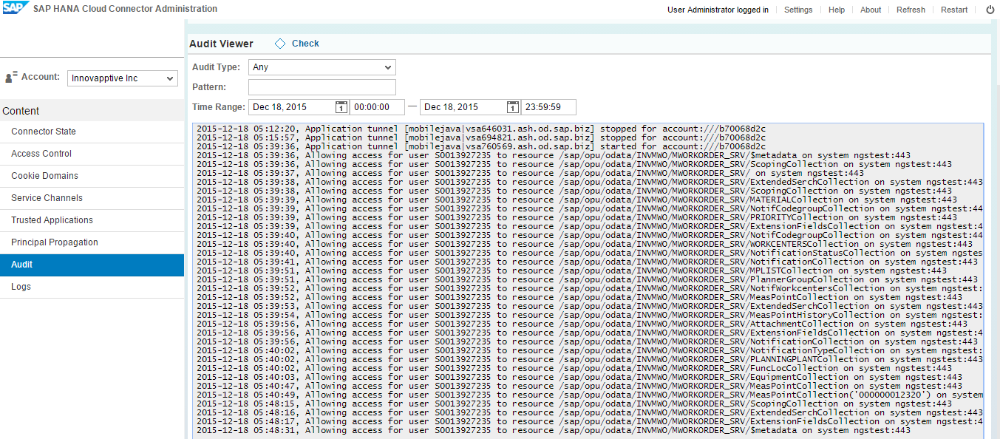 SAP SAP HANA Cloud Connector Administration
User Administrator logged in Settings Help About Refresh Restart
Audit Viewer Check
Account: Innovapptive Inc
Content
Connector State
Access Control
Cookie Domains
Service Channels
Trusted Applications
Principal Propagation
Audit
Logs
Audit Type: Any
Pattern:
Time Range: Dec 18, 2015 1 00:00:00 — Dec 18, 2015 1 23:59:59
2015-12-18 05:12:20, Application tunnel [mobilejava|vsa646031.ash.od.sap.biz] stopped for account:///b70068d2c
2015-12-18 05:15:57, Application tunnel [mobilejava|vsa694821.ash.od.sap.biz] stopped for account:///b70068d2c
2015-12-18 05:39:36, Application tunnel [mobilejava|vsa760569.ash.od.sap.biz] started for account:///b70068d2c
2015-12-18 05:39:36, Allowing access for user S0013927235 to resource /sap/opu/odata/INVMWO/MWORKORDER_SRV/$metadata on system ngstest:443
2015-12-18 05:39:36, Allowing access for user S0013927235 to resource /sap/opu/odata/INVMWO/MWORKORDER_SRV/ScopingCollection on system ngstest:443
2015-12-18 05:39:37, Allowing access for user S0013927235 to resource /sap/opu/odata/INVMWO/MWORKORDER_SRV/ on system ngstest:443
2015-12-18 05:39:38, Allowing access for user S0013927235 to resource /sap/opu/odata/INVMWO/MWORKORDER_SRV/ExtendedSerchCollection on system ngstest:443
2015-12-18 05:39:38, Allowing access for user S0013927235 to resource /sap/opu/odata/INVMWO/MWORKORDER_SRV/ScopingCollection on system ngstest:443
2015-12-18 05:39:39, Allowing access for user S0013927235 to resource /sap/opu/odata/INVMWO/MWORKORDER_SRV/MATERIALCollection on system ngstest:443
2015-12-18 05:39:39, Allowing access for user S0013927235 to resource /sap/opu/odata/INVMWO/MWORKORDER_SRV/NotifCodegroupCollection on system ngstest:44
2015-12-18 05:39:39, Allowing access for user S0013927235 to resource /sap/opu/odata/INVMWO/MWORKORDER_SRV/PRIORITYCollection on system ngstest:443
2015-12-18 05:39:39, Allowing access for user S0013927235 to resource /sap/opu/odata/INVMWO/MWORKORDER_SRV/ExtensionFieldsCollection on system ngstest:4
2015-12-18 05:39:40, Allowing access for user S0013927235 to resource /sap/opu/odata/INVMWO/MWORKORDER_SRV/NotifCodegroupCollection on system ngstest:44
2015-12-18 05:39:40, Allowing access for user S0013927235 to resource /sap/opu/odata/INVMWO/MWORKORDER_SRV/WORKCENTERSCollection on system ngstest:443
2015-12-18 05:39:40, Allowing access for user S0013927235 to resource /sap/opu/odata/INVMWO/MWORKORDER_SRV/NotificationStatusCollection on system ngstes
2015-12-18 05:39:41, Allowing access for user S0013927235 to resource /sap/opu/odata/INVMWO/MWORKORDER_SRV/NotificationCollection on system ngstest:443
2015-12-18 05:39:51, Allowing access for user S0013927235 to resource /sap/opu/odata/INVMWO/MWORKORDER_SRV/MPLISTCollection on system ngstest:443
2015-12-18 05:39:51, Allowing access for user S0013927235 to resource /sap/opu/odata/INVMWO/MWORKORDER_SRV/PlannerGroupCollection on system ngstest:443
2015-12-18 05:39:52, Allowing access for user S0013927235 to resource /sap/opu/odata/INVMWO/MWORKORDER_SRV/NotifWorkcentersCollection on system ngstest:
2015-12-18 05:39:52, Allowing access for user S0013927235 to resource /sap/opu/odata/INVMWO/MWORKORDER_SRV/MeasPointCollection on system ngstest:443
2015-12-18 05:39:53, Allowing access for user S0013927235 to resource /sap/opu/odata/INVMWO/MWORKORDER_SRV/ExtendedSerchCollection on system ngstest:443
2015-12-18 05:39:54, Allowing access for user S0013927235 to resource /sap/opu/odata/INVMWO/MWORKORDER_SRV/MeasPointHistoryCollection on system ngstest:
2015-12-18 05:39:56, Allowing access for user S0013927235 to resource /sap/opu/odata/INVMWO/MWORKORDER_SRV/AttachmentCollection on system ngstest:443
2015-12-18 05:39:56, Allowing access for user S0013927235 to resource /sap/opu/odata/INVMWO/MWORKORDER_SRV/ExtensionFieldsCollection on system ngstest:4
2015-12-18 05:39:56, Allowing access for user S0013927235 to resource /sap/opu/odata/INVMWO/MWORKORDER_SRV/NotificationCollection on system ngstest:443
2015-12-18 05:40:02, Allowing access for user S0013927235 to resource /sap/opu/odata/INVMWO/MWORKORDER_SRV/NotificationTypeCollection on system ngstest:
2015-12-18 05:40:02, Allowing access for user S0013927235 to resource /sap/opu/odata/INVMWO/MWORKORDER_SRV/PLANNINGPLANTCollection on system ngstest:443
2015-12-18 05:40:02, Allowing access for user S0013927235 to resource /sap/opu/odata/INVMWO/MWORKORDER_SRV/FuncLocCollection on system ngstest:443
2015-12-18 05:40:03, Allowing access for user S0013927235 to resource /sap/opu/odata/INVMWO/MWORKORDER_SRV/EquipmentCollection on system ngstest:443
2015-12-18 05:40:47, Allowing access for user S0013927235 to resource /sap/opu/odata/INVMWO/MWORKORDER_SRV/MeasPointCollection on system ngstest:443
2015-12-18 05:40:49, Allowing access for user S0013927235 to resource /sap/opu/odata/INVMWO/MWORKORDER_SRV/MeasPointCollection('000000012320') on system
2015-12-18 05:48:15, Allowing access for user S0013927235 to resource /sap/opu/odata/INVMWO/MWORKORDER_SRV/ScopingCollection on system ngstest:443
2015-12-18 05:48:16, Allowing access for user S0013927235 to resource /sap/opu/odata/INVMWO/MWORKORDER_SRV/ExtendedSerchCollection on system ngstest:443
2015-12-18 05:48:17, Allowing access for user S0013927235 to resource /sap/opu/odata/INVMWO/MWORKORDER_SRV/ExtensionFieldsCollection on system ngstest:4
2015-12-18 05:48:31, Allowing access for user S0013927235 to resource /sap/opu/odata/INVMWO/MWORKORDER_SRV/$metadata on system ngstest:443